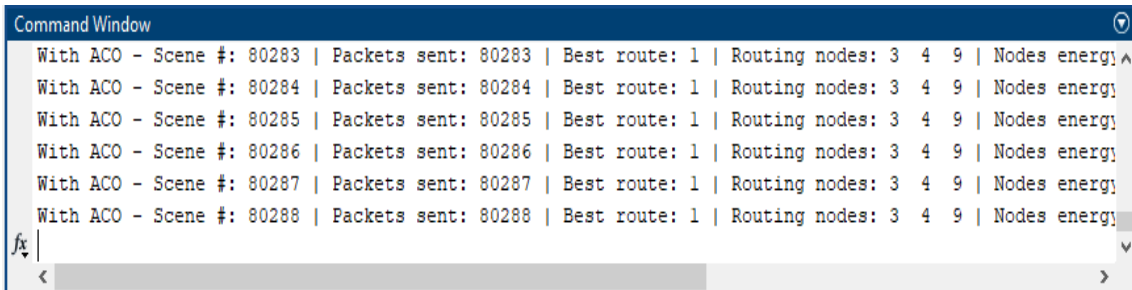 Command Window
With ACO - Scene #: 80283 | Packets sent: 80283 | Best route: 1 | Routing nodes: 3 4 9 | Nodes energy
With ACO - Scene #: 80284 | Packets sent: 80284 | Best route: 1 | Routing nodes: 3 4 9 | Nodes energy
With ACO - Scene #: 80285 | Packets sent: 80285 | Best route: 1 | Routing nodes: 3 4 9 | Nodes energy
With ACO - Scene #: 80286 | Packets sent: 80286 | Best route: 1 | Routing nodes: 3 4 9 | Nodes energy
With ACO - Scene #: 80287 | Packets sent: 80287 | Best route: 1 | Routing nodes: 3 4 9 | Nodes energy
With ACO - Scene #: 80288 | Packets sent: 80288 | Best route: 1 | Routing nodes: 3 4 9 | Nodes energy
fx